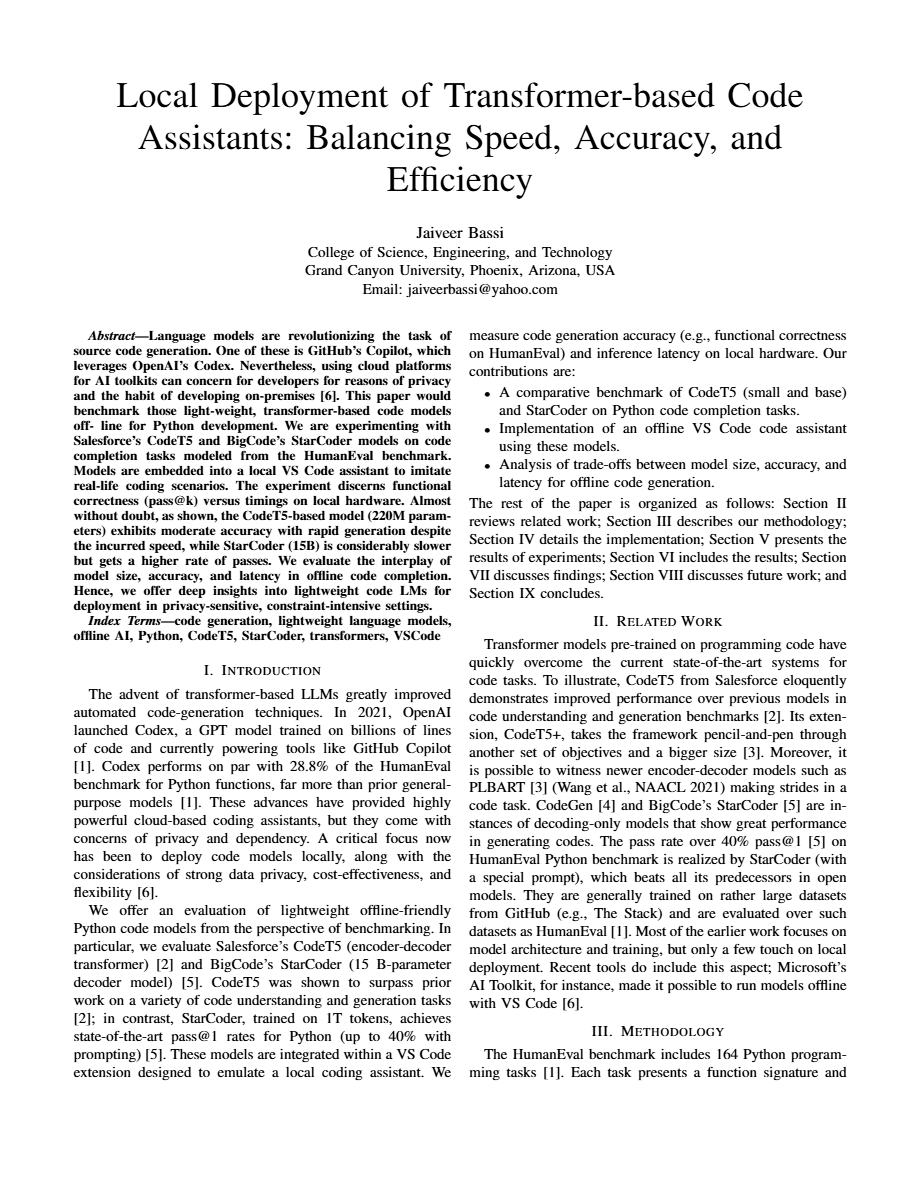 Local Deployment of Transformer-based Code
Assistants: Balancing Speed, Accuracy, and
Efficiency
Jaiveer Bassi
College of Science, Engineering, and Technology
Grand Canyon University, Phoenix, Arizona, USA
Email: jaiveerbassi@yahoo.com
Abstract—Language models are revolutionizing the task of
source code generation. One of these is GitHub's Copilot, which
leverages OpenAI's Codex. Nevertheless, using cloud platforms
for AI toolkits can concern for developers for reasons of privacy
and the habit of developing on-premises [6]. This paper would
benchmark those light-weight, transformer-based code models
off- line for Python development. We are experimenting with
Salesforce's CodeT5 and BigCode's StarCoder models on code
completion tasks modeled from the HumanEval benchmark.
Models are embedded into a local VS Code assistant to imitate
real-life coding scenarios. The experiment discerns functional
correctness (pass@k) versus timings on local hardware. Almost
without doubt, as shown, the CodeT5-based model (220M param-
eters) exhibits moderate accuracy with rapid generation despite
the incurred speed, while StarCoder (15B) is considerably slower
but gets a higher rate of passes. We evaluate the interplay of
model size, accuracy, and latency in offline code completion.
Hence, we offer deep insights into lightweight code LMs for
deployment in privacy-sensitive, constraint-intensive settings.
Index Terms—code generation, lightweight language models,
offline AI, Python, CodeT5, StarCoder, transformers, VSCode
I. Introduction
The advent of transformer-based LLMs greatly improved
automated code-generation techniques. In 2021, OpenAI
launched Codex, a GPT model trained on billions of lines
of code and currently powering tools like GitHub Copilot
[1]. Codex performs on par with 28.8% of the HumanEval
benchmark for Python functions, far more than prior general-
purpose models [1]. These advances have provided highly
powerful cloud-based coding assistants, but they come with
concerns of privacy and dependency. A critical focus now
has been to deploy code models locally, along with the
considerations of strong data privacy, cost-effectiveness, and
flexibility [6].
We offer an evaluation of lightweight offline-friendly
Python code models from the perspective of benchmarking. In
particular, we evaluate Salesforce's CodeT5 (encoder-decoder
transformer) [2] and BigCode's StarCoder (15 B-parameter
decoder model) [5]. CodeT5 was shown to surpass prior
work on a variety of code understanding and generation tasks
[2]; in contrast, StarCoder, trained on 1T tokens, achieves
state-of-the-art pass@1 rates for Python (up to 40% with
prompting) [5]. These models are integrated within a VS Code
extension designed to emulate a local coding assistant. We
measure code generation accuracy (e.g., functional correctness
on HumanEval) and inference latency on local hardware. Our
contributions are:
• A comparative benchmark of CodeT5 (small and base)
and StarCoder on Python code completion tasks.
• Implementation of an offline VS Code code assistant
using these models.
• Analysis of trade-offs between model size, accuracy, and
latency for offline code generation.
The rest of the paper is organized as follows: Section II
reviews related work; Section III describes our methodology;
Section IV details the implementation; Section V presents the
results of experiments; Section VI includes the results; Section
VII discusses findings; Section VIII discusses future work; and
Section IX concludes.
II. Related Work
Transformer models pre-trained on programming code have
quickly overcome the current state-of-the-art systems for
code tasks. To illustrate, CodeT5 from Salesforce eloquently
demonstrates improved performance over previous models in
code understanding and generation benchmarks [2]. Its exten-
sion, CodeT5+, takes the framework pencil-and-pen through
another set of objectives and a bigger size [3]. Moreover, it
is possible to witness newer encoder-decoder models such as
PLBART [3] (Wang et al., NAACL 2021) making strides in a
code task. CodeGen [4] and BigCode's StarCoder [5] are in-
stances of decoding-only models that show great performance
in generating codes. The pass rate over 40% pass@1 [5] on
HumanEval Python benchmark is realized by StarCoder (with
a special prompt), which beats all its predecessors in open
models. They are generally trained on rather large datasets
from GitHub (e.g., The Stack) and are evaluated over such
datasets as HumanEval [1]. Most of the earlier work focuses on
model architecture and training, but only a few touch on local
deployment. Recent tools do include this aspect; Microsoft's
AI Toolkit, for instance, made it possible to run models offline
with VS Code [6].
III. Methodology
The HumanEval benchmark includes 164 Python program-
ming tasks [1]. Each task presents a function signature and